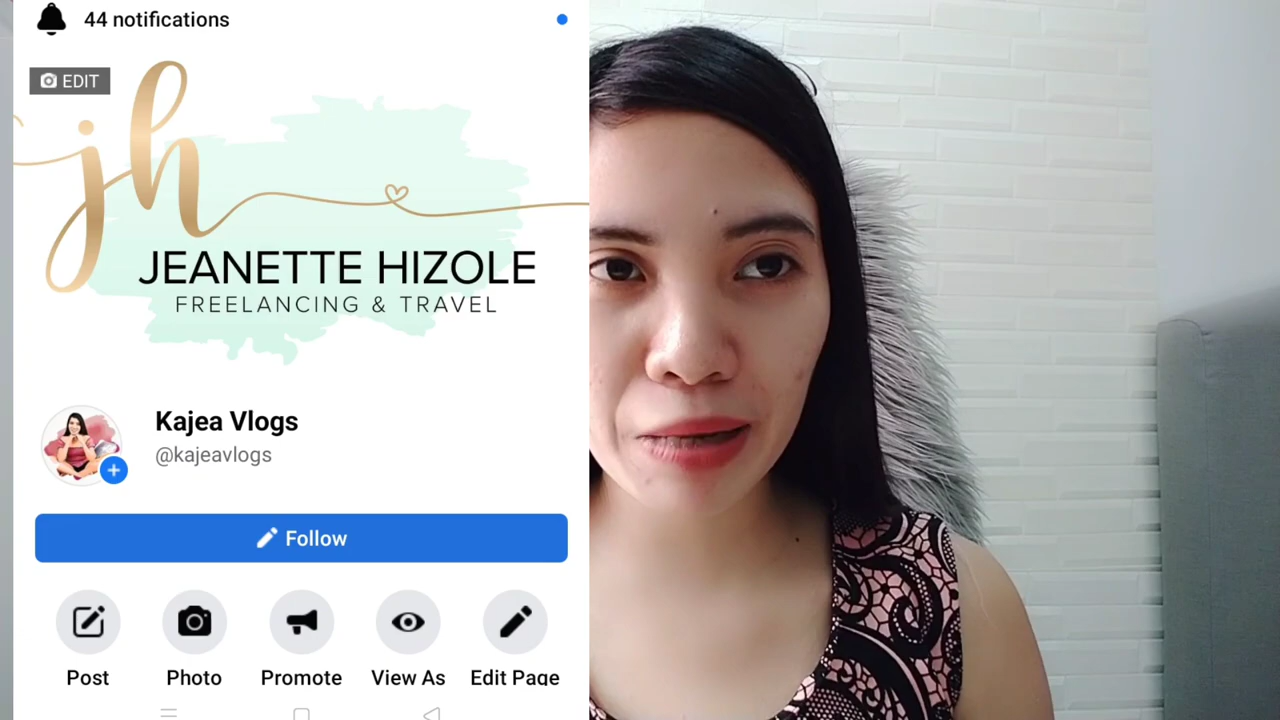 44 notifications
EDIT
jh
JEANETTE HIZOLE
FREELANCING & TRAVEL
Kajea Vlogs
@kajeavlogs
Follow
Post
Photo
Promote
View As
Edit Page